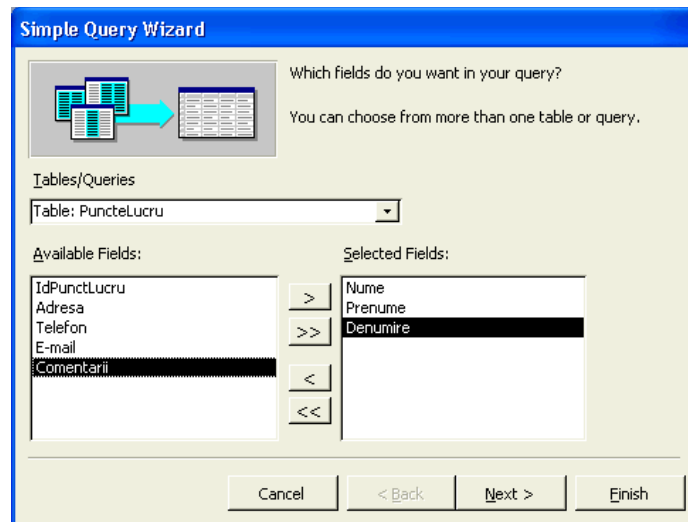 Simple Query Wizard
Which fields do you want in your query?
You can choose from more than one table or query.
Tables/Queries
Table: PuncteLucru
Available Fields:
IdPunctLucru
Adresa
Telefon
E-mail
Comentarii
>
>>
<
<<
Selected Fields:
Nume
Prenume
Denumire
Cancel
< Back
Next >
Finish